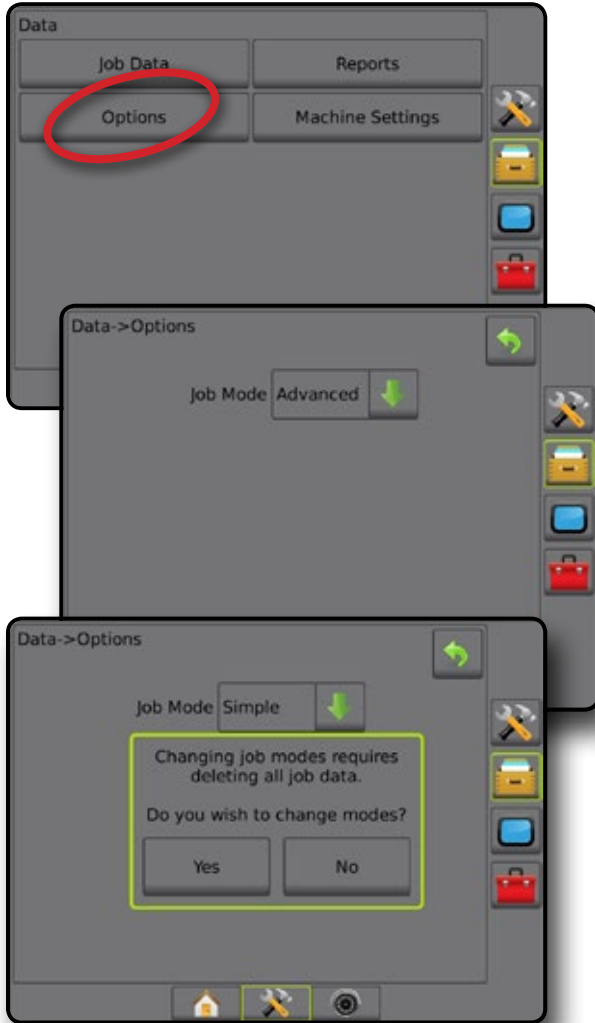 Data
Job Data Reports
Options Machine Settings
Data->Options
Job Mode Advanced
Data->Options
Job Mode Simple
Changing job modes requires
deleting all job data.
Do you wish to change modes?
Yes No